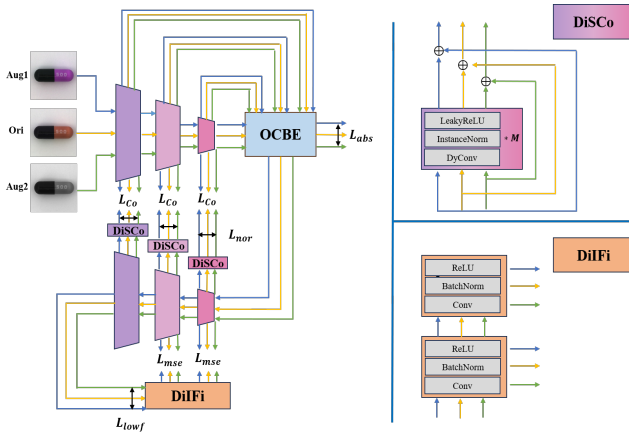 Aug1
Ori
Aug2
OCBE
L_abs
L_Co
L_Co
L_Co
DiSCo
DiSCo
DiSCo
L_nor
L_mse
L_mse
DiIFi
L_lowf
DiSCo
LeakyReLU
InstanceNorm
DyConv
* M
DiIFi
ReLU
BatchNorm
Conv
ReLU
BatchNorm
Conv